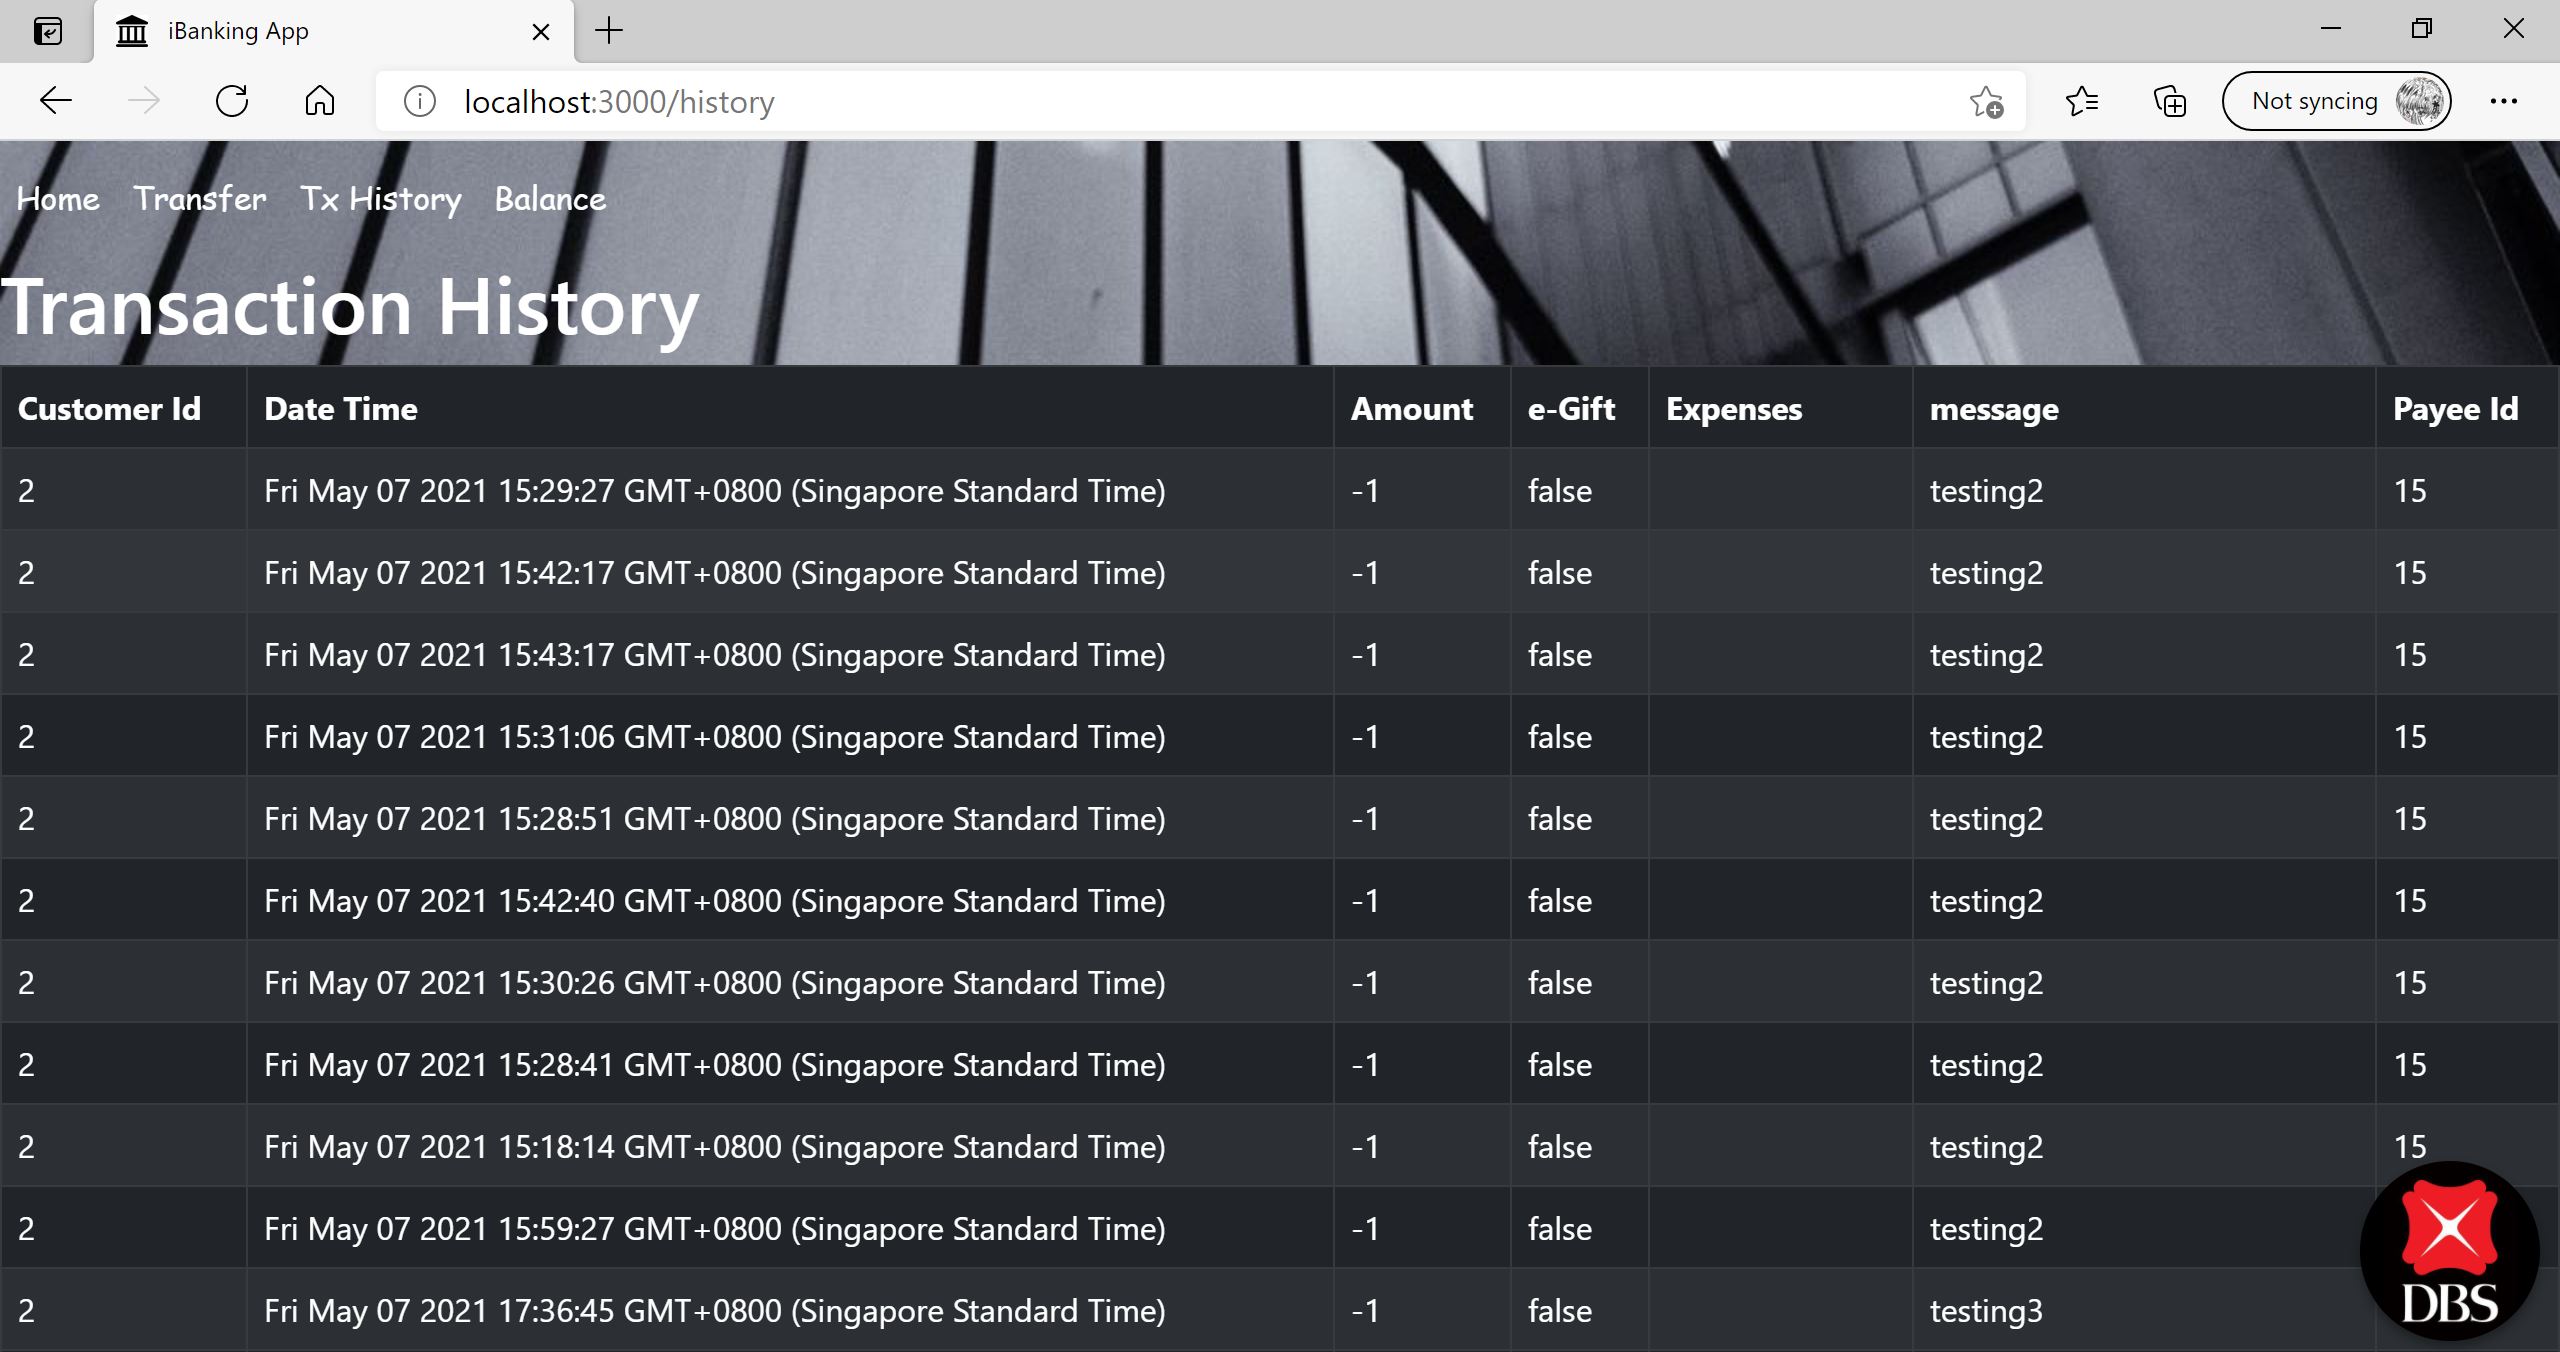 iBanking App
localhost:3000/history
Not syncing
Home Transfer Tx History Balance
Transaction History
Customer Id Date Time Amount e-Gift Expenses message Payee Id
2 Fri May 07 2021 15:29:27 GMT+0800 (Singapore Standard Time) -1 false testing2 15
2 Fri May 07 2021 15:42:17 GMT+0800 (Singapore Standard Time) -1 false testing2 15
2 Fri May 07 2021 15:43:17 GMT+0800 (Singapore Standard Time) -1 false testing2 15
2 Fri May 07 2021 15:31:06 GMT+0800 (Singapore Standard Time) -1 false testing2 15
2 Fri May 07 2021 15:28:51 GMT+0800 (Singapore Standard Time) -1 false testing2 15
2 Fri May 07 2021 15:42:40 GMT+0800 (Singapore Standard Time) -1 false testing2 15
2 Fri May 07 2021 15:30:26 GMT+0800 (Singapore Standard Time) -1 false testing2 15
2 Fri May 07 2021 15:28:41 GMT+0800 (Singapore Standard Time) -1 false testing2 15
2 Fri May 07 2021 15:18:14 GMT+0800 (Singapore Standard Time) -1 false testing2 15
2 Fri May 07 2021 15:59:27 GMT+0800 (Singapore Standard Time) -1 false testing2
2 Fri May 07 2021 17:36:45 GMT+0800 (Singapore Standard Time) -1 false testing3
DBS